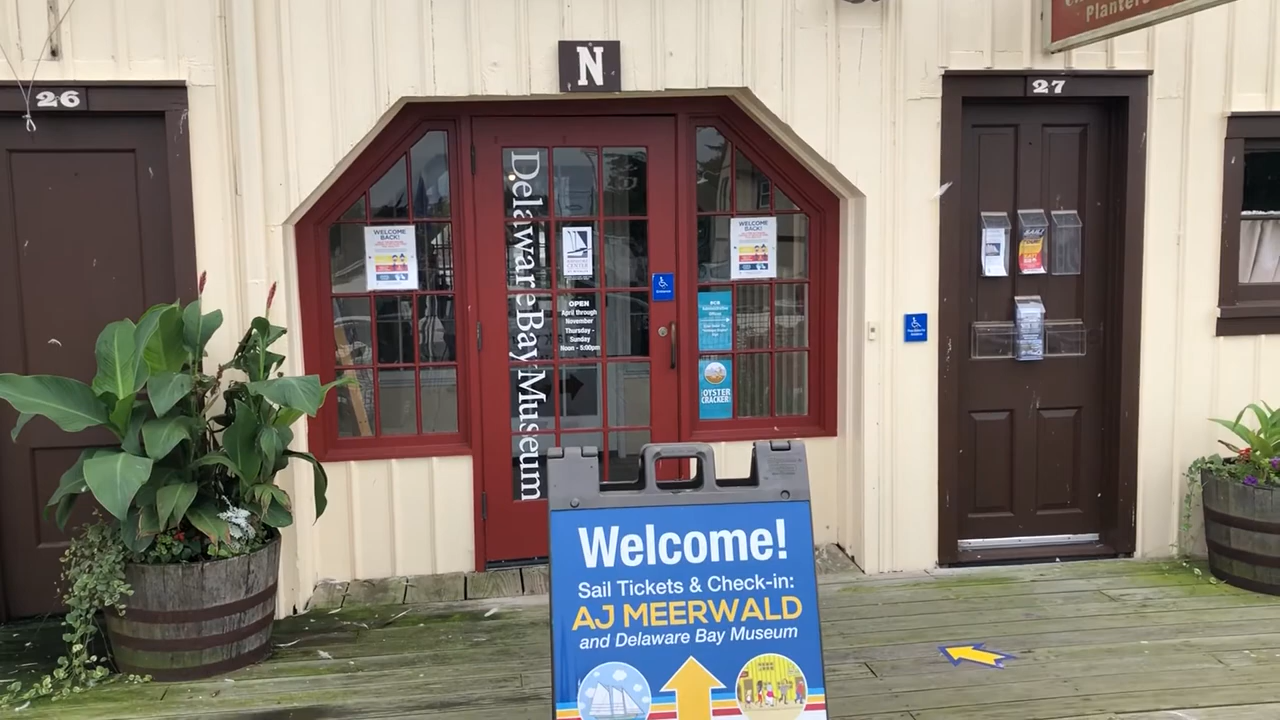 Planters
N
26
27
Delaware Bay Museum
WELCOME
BACK!
WELCOME
BACK!
OPEN
April through
November
Thursday -
Sunday
Noon - 5:00pm
OYSTER
CRACKER
Welcome!
Sail Tickets & Check-in:
AJ MEERWALD
and Delaware Bay Museum